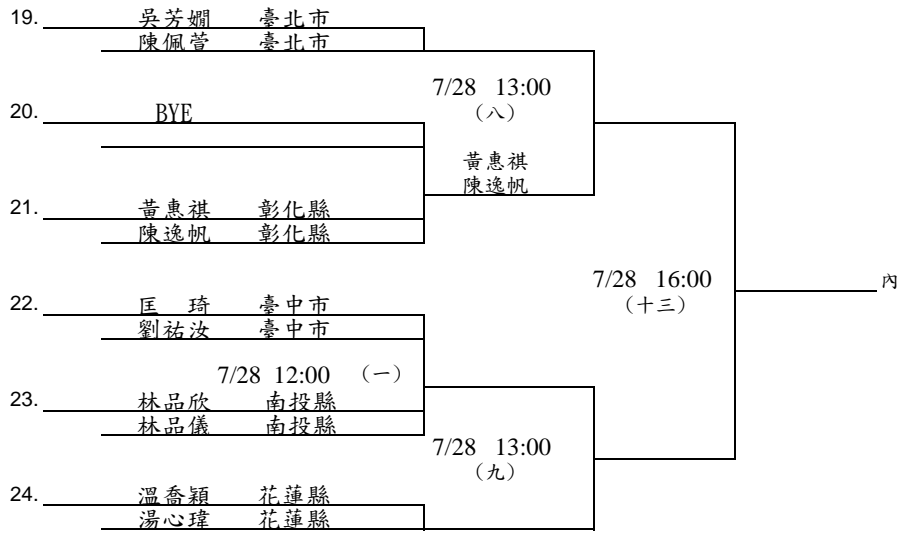 19. 吳芳嫺 臺北市
陳佩萱 臺北市
7/28 13:00
20. BYE
(八)
黃惠祺
陳逸帆
21. 黃惠祺 彰化縣
陳逸帆 彰化縣
7/28 16:00
內
22. 匡 琦 臺中市
(十三)
劉祐汝 臺中市
7/28 12:00 (一)
23. 林品欣 南投縣
林品儀 南投縣
7/28 13:00
(九)
24. 溫喬穎 花蓮縣
湯心瑋 花蓮縣